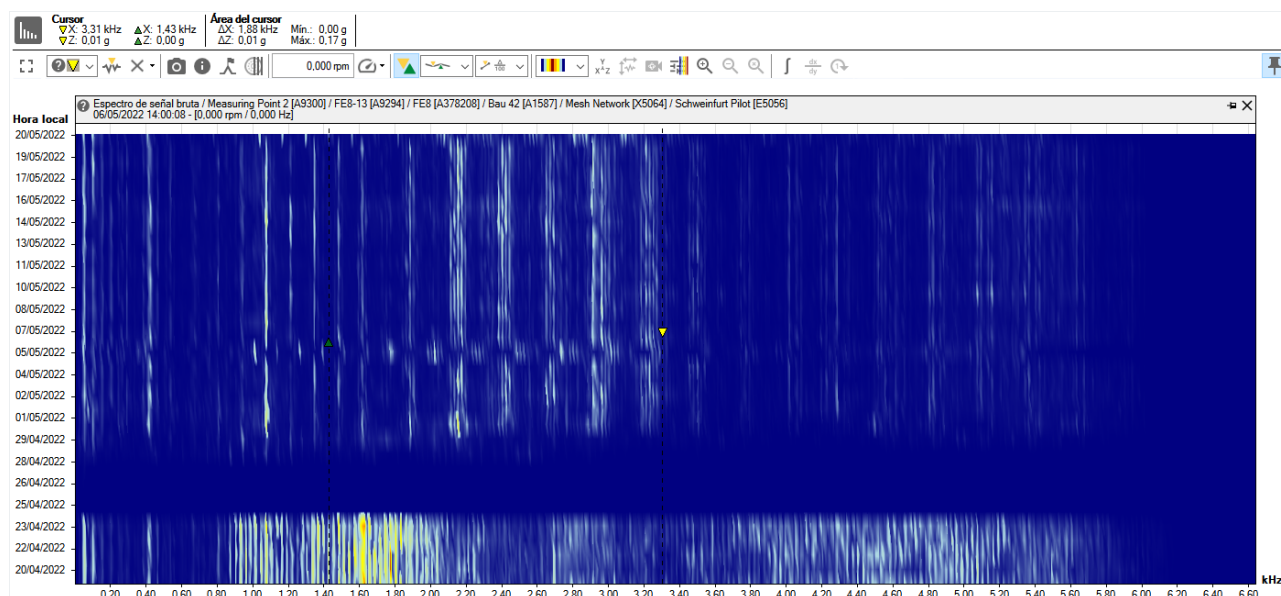 Cursor
X: 3,31 kHz X: 1,43 kHz
Z: 0,01 g Z: 0,00 g
Área del cursor
ΔX: 1,88 kHz Mín.: 0,00 g
ΔZ: 0,01 g Máx.: 0,17 g
0,000 rpm
Espectro de señal bruta / Measuring Point 2 [A9300] / FE8-13 [A9294] / FE8 [A378208] / Bau 42 [A1587] / Mesh Network [X5064] / Schweinfurt Pilot [E5056]
06/05/2022 14:00:08 - [0,000 rpm / 0,000 Hz]
Hora local
20/05/2022
19/05/2022
17/05/2022
16/05/2022
14/05/2022
13/05/2022
11/05/2022
10/05/2022
08/05/2022
07/05/2022
05/05/2022
04/05/2022
02/05/2022
01/05/2022
29/04/2022
28/04/2022
26/04/2022
25/04/2022
23/04/2022
22/04/2022
20/04/2022
kHz
0.20 0.40 0.60 0.80 1.00 1.20 1.40 1.60 1.80 2.00 2.20 2.40 2.60 2.80 3.00 3.20 3.40 3.60 3.80 4.00 4.20 4.40 4.60 4.80 5.00 5.20 5.40 5.60 5.80 6.00 6.20 6.40 6.60